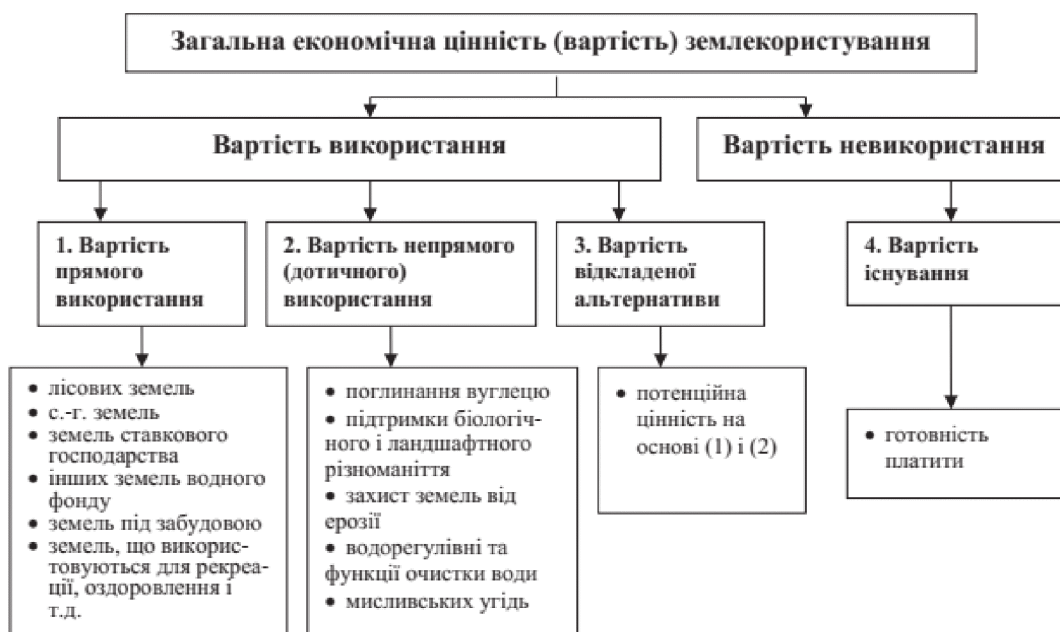 Загальна економічна цінність (вартість) землекористування
Вартість використання
Вартість невикористання
1. Вартість
прямого
використання
2. Вартість непрямого
(дотичного)
використання
3. Вартість
відкладеної
альтернативи
4. Вартість
існування
• лісових земель
• с.-г. земель
• земель ставкового
господарства
• інших земель водного
фонду
• земель під забудовою
• земель, що викорис-
товуються для рекреа-
ції, оздоровлення і
т.д.
• поглинання вуглецю
• підтримки біологіч-
ного і ландшафтного
різноманіття
• захист земель від
ерозії
• водорегулівні та
функції очистки води
• мисливських угідь
• потенційна
цінність на
основі (1) і (2)
• готовність
платити